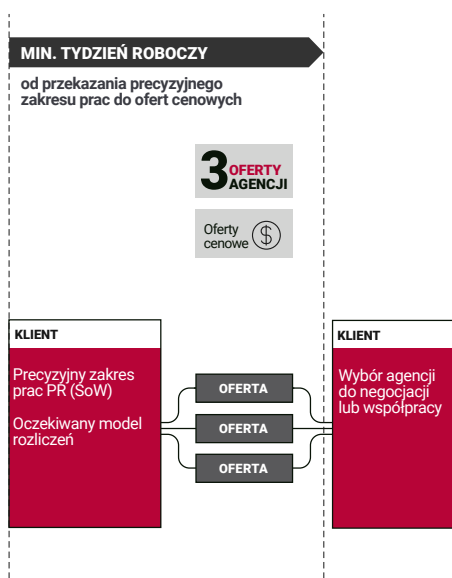 MIN. TYDZIEŃ ROBOCZY
od przekazania precyzyjnego
zakresu prac do ofert cenowych
3 OFERTY
AGENCJI
Oferty
cenowe $
KLIENT
Precyzyjny zakres
prac PR (SoW)
Oczekiwany model
rozliczeń
OFERTA
OFERTA
OFERTA
KLIENT
Wybór agencji
do negocjacji
lub współpracy